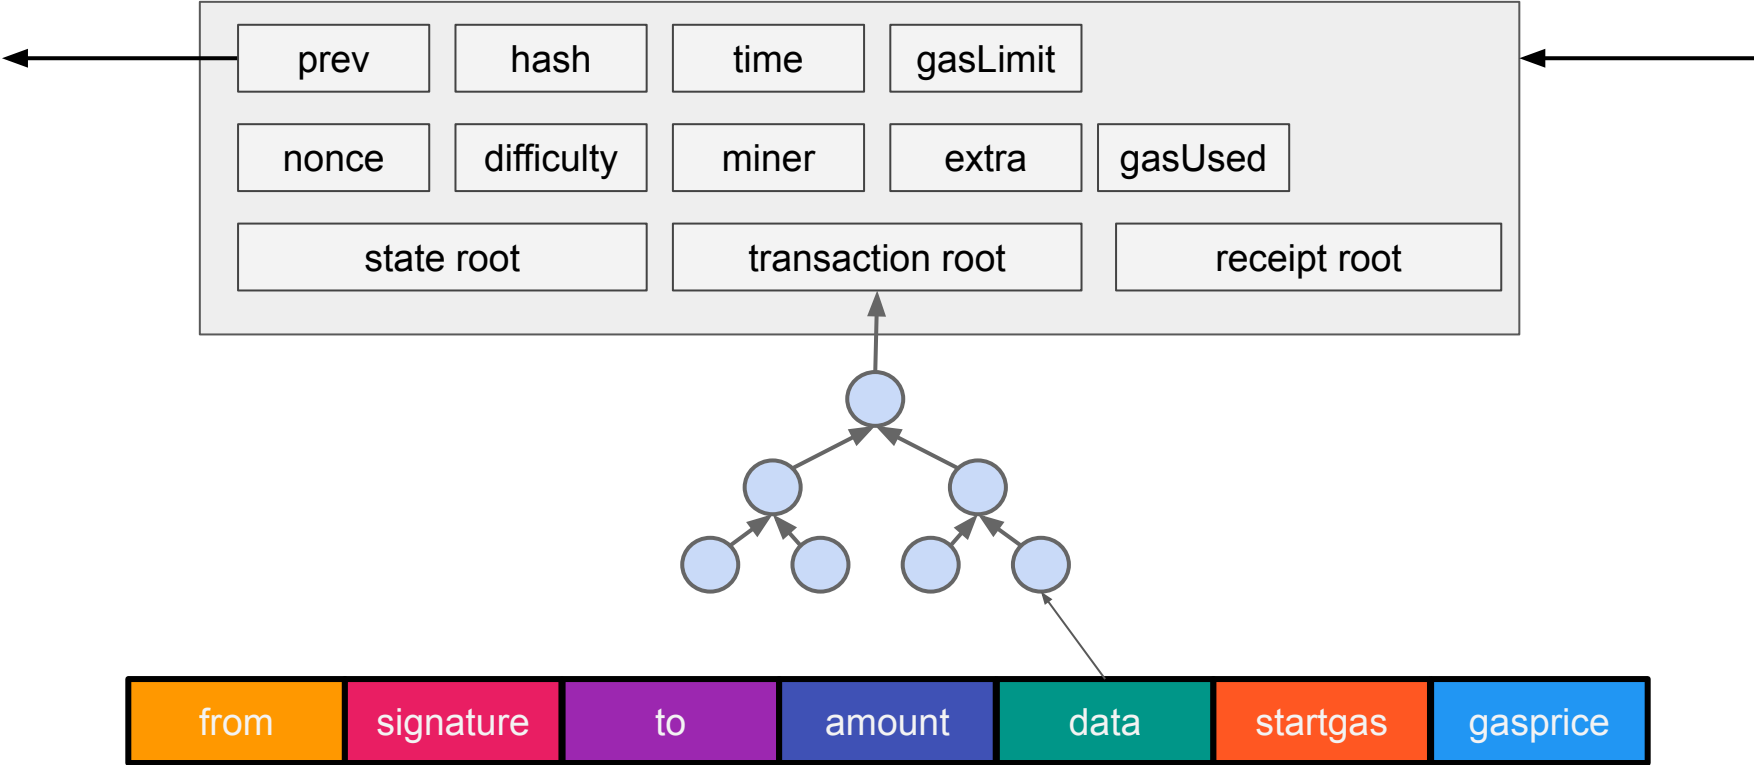 prev hash time gasLimit
nonce difficulty miner extra gasUsed
state root transaction root receipt root
from signature to amount data startgas gasprice